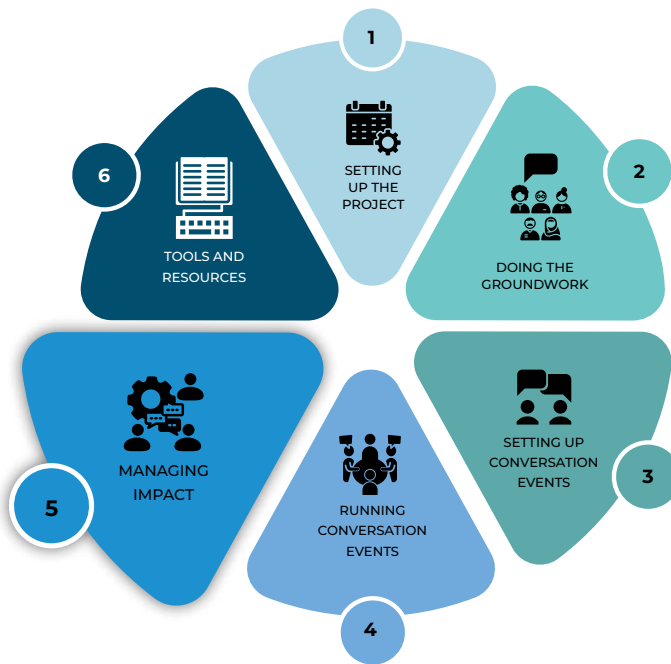 1
SETTING
UP THE
PROJECT
2
DOING THE
GROUNDWORK
3
SETTING UP
CONVERSATION
EVENTS
4
RUNNING
CONVERSATION
EVENTS
5
MANAGING
IMPACT
6
TOOLS AND
RESOURCES